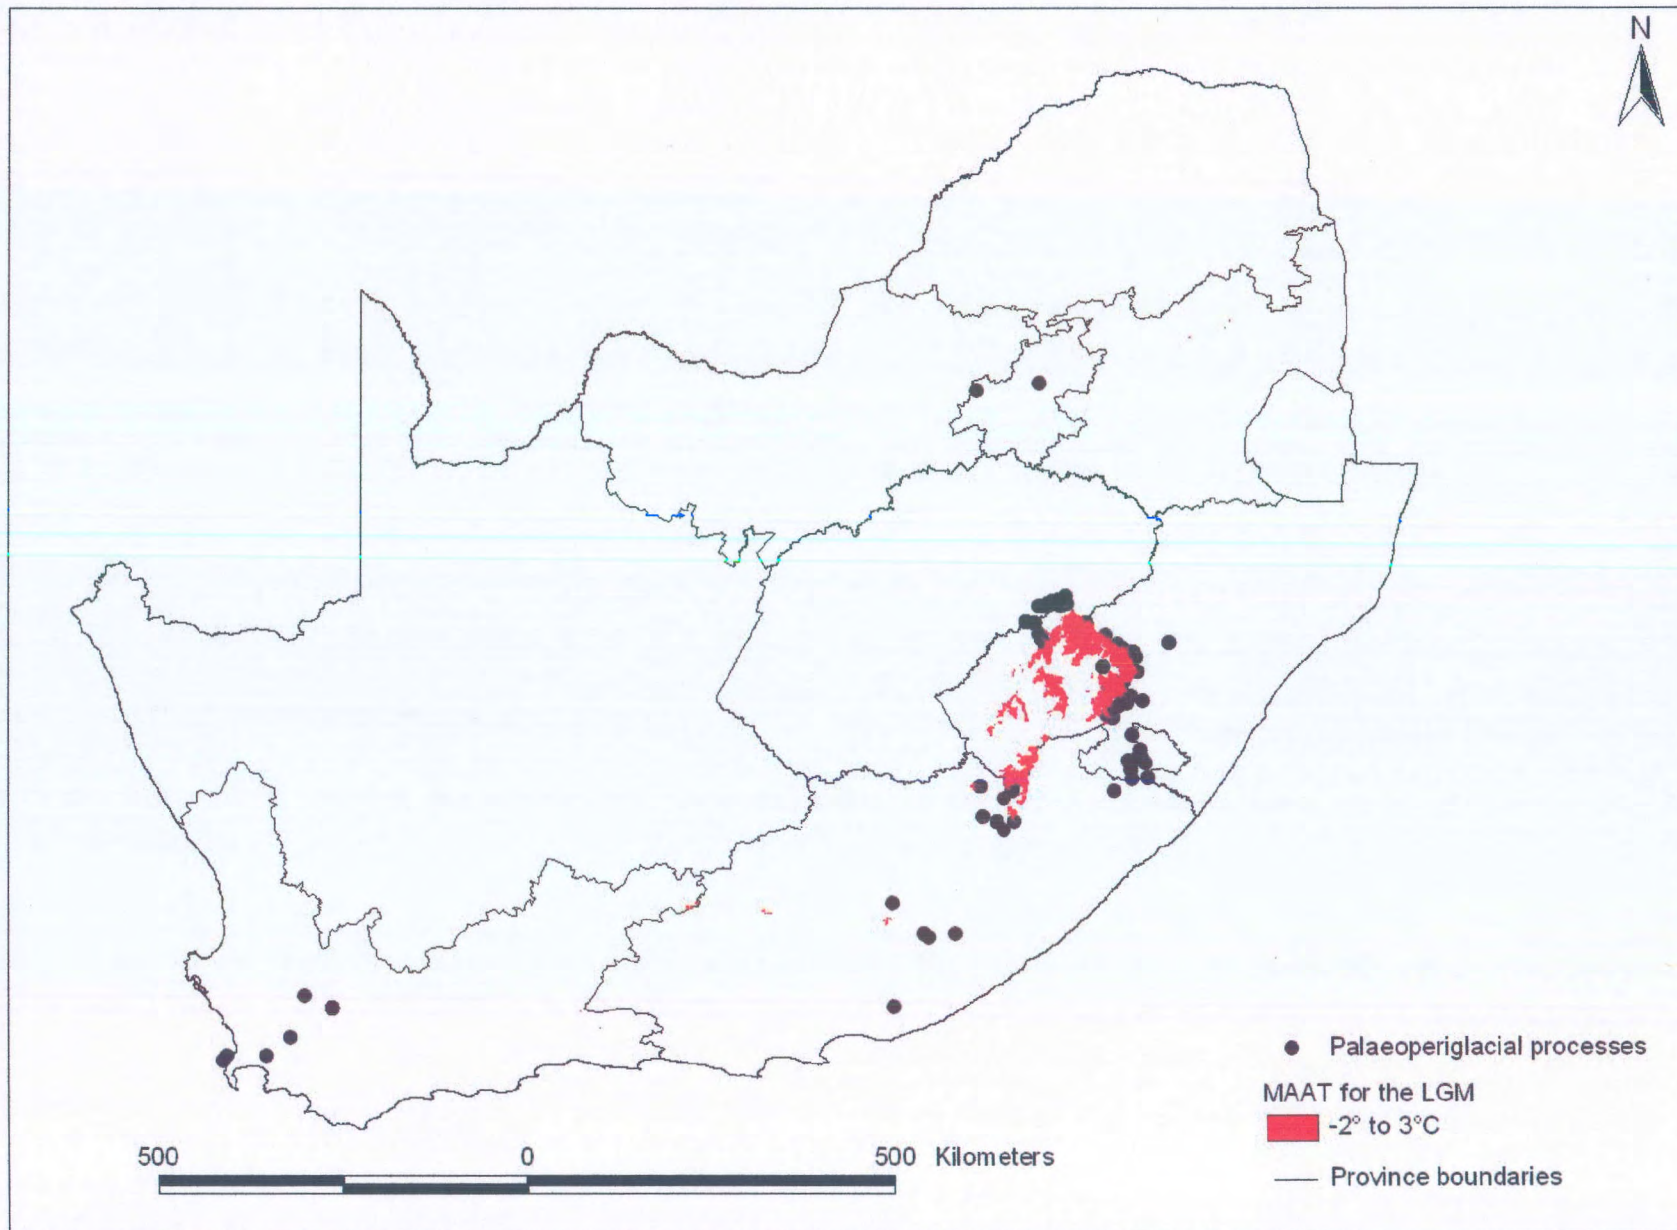 N
Palaeoperiglacial processes
MAAT for the LGM
-2° to 3°C
Province boundaries
500 0 500 Kilometers